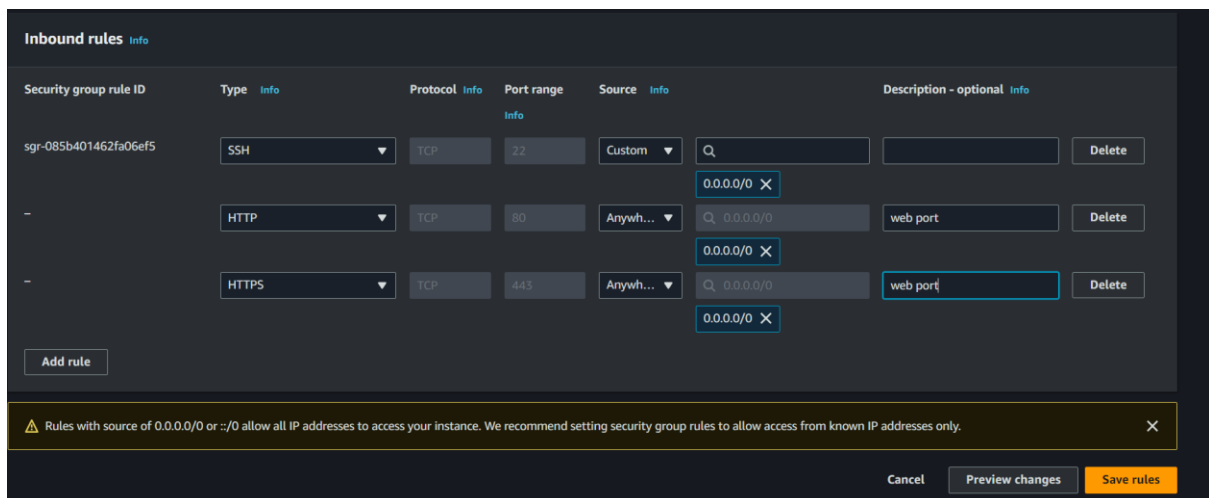 Inbound rules Info
Security group rule ID Type Info Protocol Info Port range Info Source Info Description - optional Info
sgr-085b401462fa06ef5 SSH TCP 22 Custom Delete
0.0.0.0/0
– HTTP TCP 80 Anywh... 0.0.0.0/0 web port Delete
0.0.0.0/0
– HTTPS TCP 443 Anywh... 0.0.0.0/0 web port Delete
0.0.0.0/0
Add rule
Rules with source of 0.0.0.0/0 or ::/0 allow all IP addresses to access your instance. We recommend setting security group rules to allow access from known IP addresses only.
Cancel Preview changes Save rules